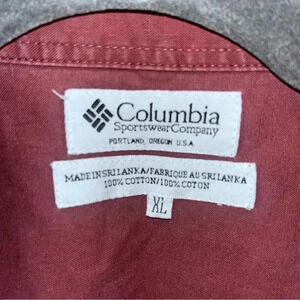 Columbia
Sportswear Company
PORTLAND, OREGON U.S.A.
MADE IN SRI LANKA/FABRIQUE AU SRI LANKA
100% COTTON/100% COTON
XL